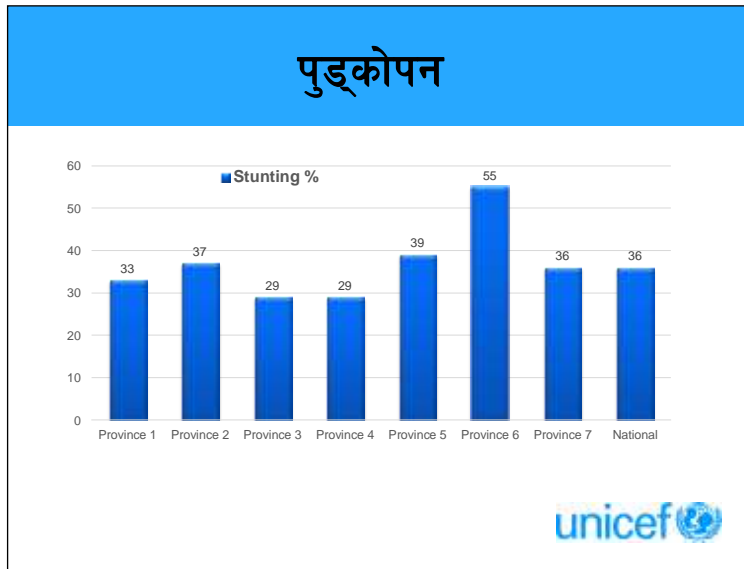 पुड्कोपन
Stunting %
60
50
40
30
20
10
0
33
37
29
29
39
55
36
36
Province 1
Province 2
Province 3
Province 4
Province 5
Province 6
Province 7
National
unicef